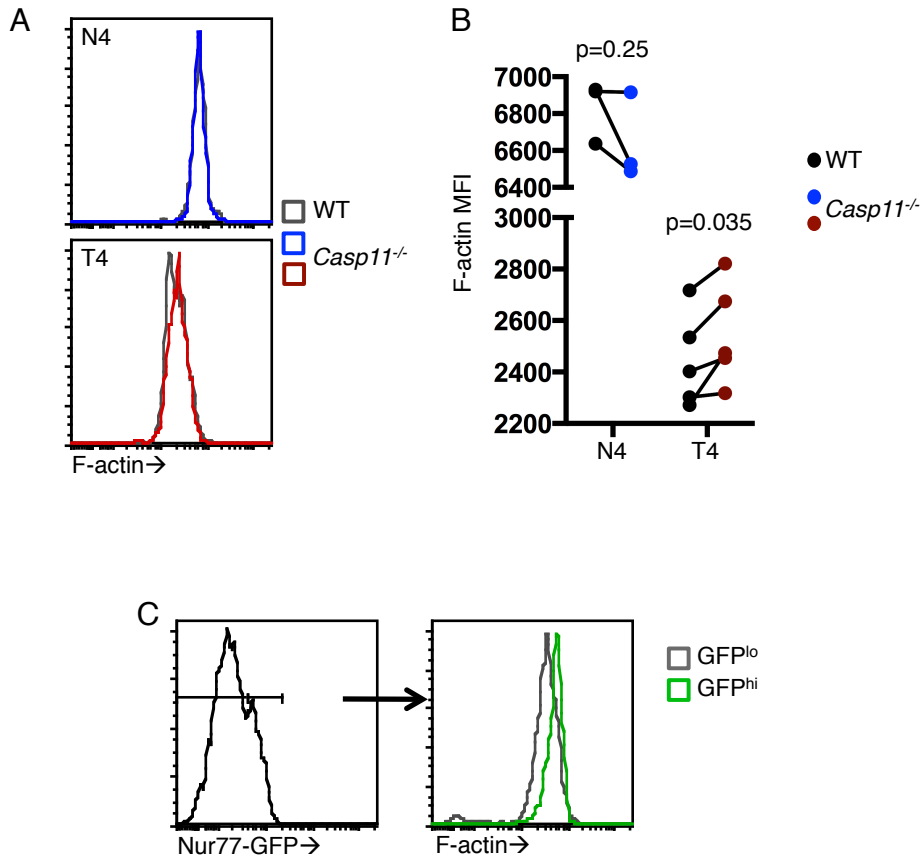 A
N4
WT
Casp11-/-
T4
F-actin→
B
p=0.25
7000
6800
6600
6400
3000
2800
2600
2400
2200
F-actin MFI
p=0.035
N4
T4
WT
Casp11-/-
C
Nur77-GFP→
F-actin→
GFPlo
GFPhi